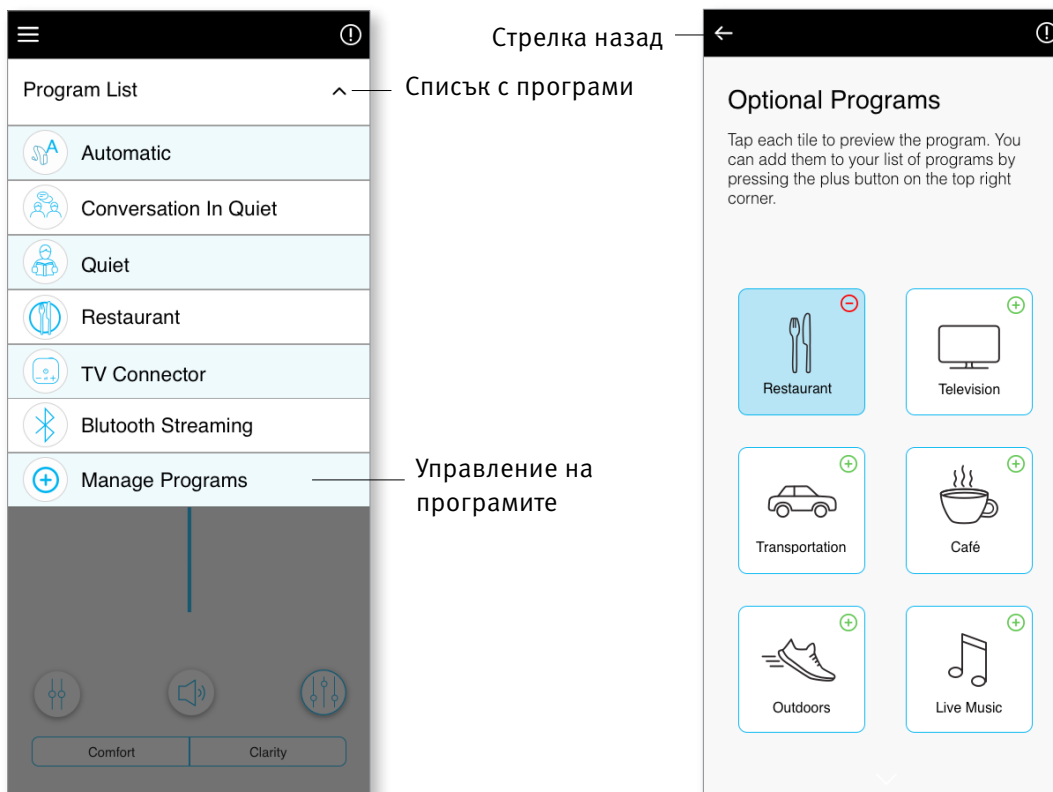 Program List
Automatic
Conversation In Quiet
Quiet
Restaurant
TV Connector
Blutooth Streaming
Manage Programs
Comfort
Clarity
Списък с програми
Управление на
програмите
Стрелка назад
Optional Programs
Tap each tile to preview the program. You
can add them to your list of programs by
pressing the plus button on the top right
corner.
Restaurant
Television
Transportation
Café
Outdoors
Live Music